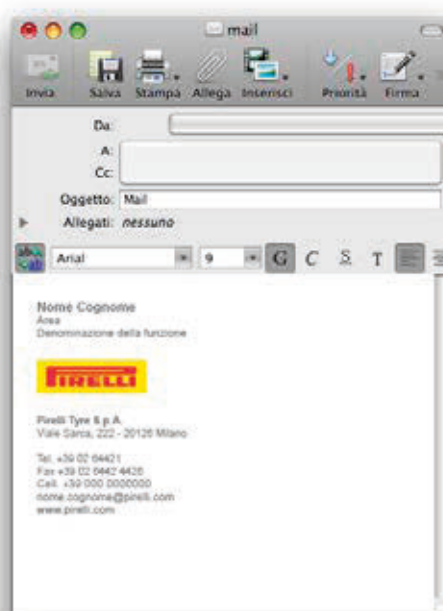 mail
Invia Salva Stampa Allega Inserisci Priorità Firma
Da:
A:
Cc:
Oggetto: Mail
Allegati: nessuno
Arial 9 G C S T
Nome Cognome
Area
Denominazione della funzione
PIRELLI
Pirelli Tyre S.p.A.
Viale Sarca, 222 - 20126 Milano
Tel. +39 02 64421
Fax +39 02 6442 4426
Cell. +39 000 0000000
nome.cognome@pirelli.com
www.pirelli.com